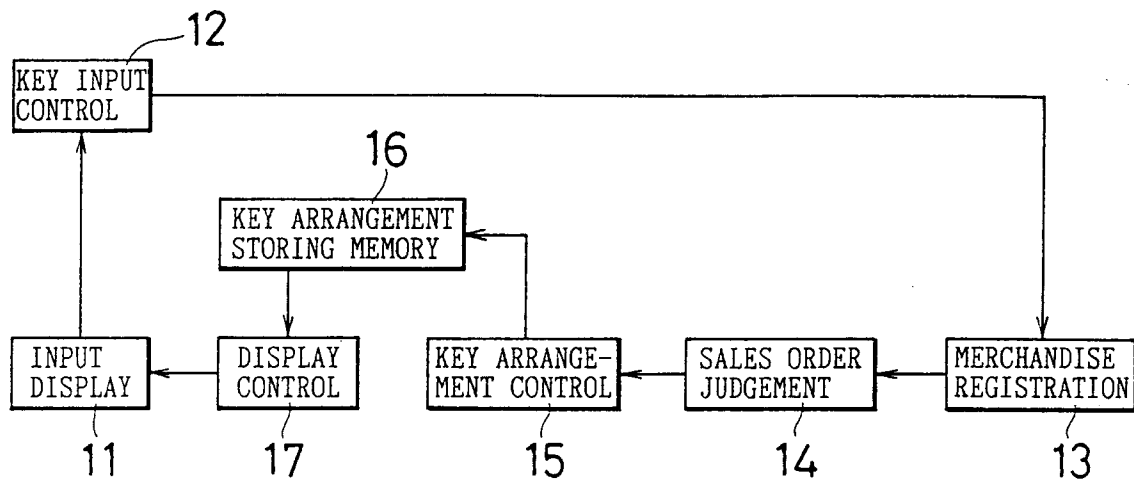 12
KEY INPUT
CONTROL
16
KEY ARRANGEMENT
STORING MEMORY
INPUT
DISPLAY
DISPLAY
CONTROL
KEY ARRANGE-
MENT CONTROL
SALES ORDER
JUDGEMENT
MERCHANDISE
REGISTRATION
11
17
15
14
13